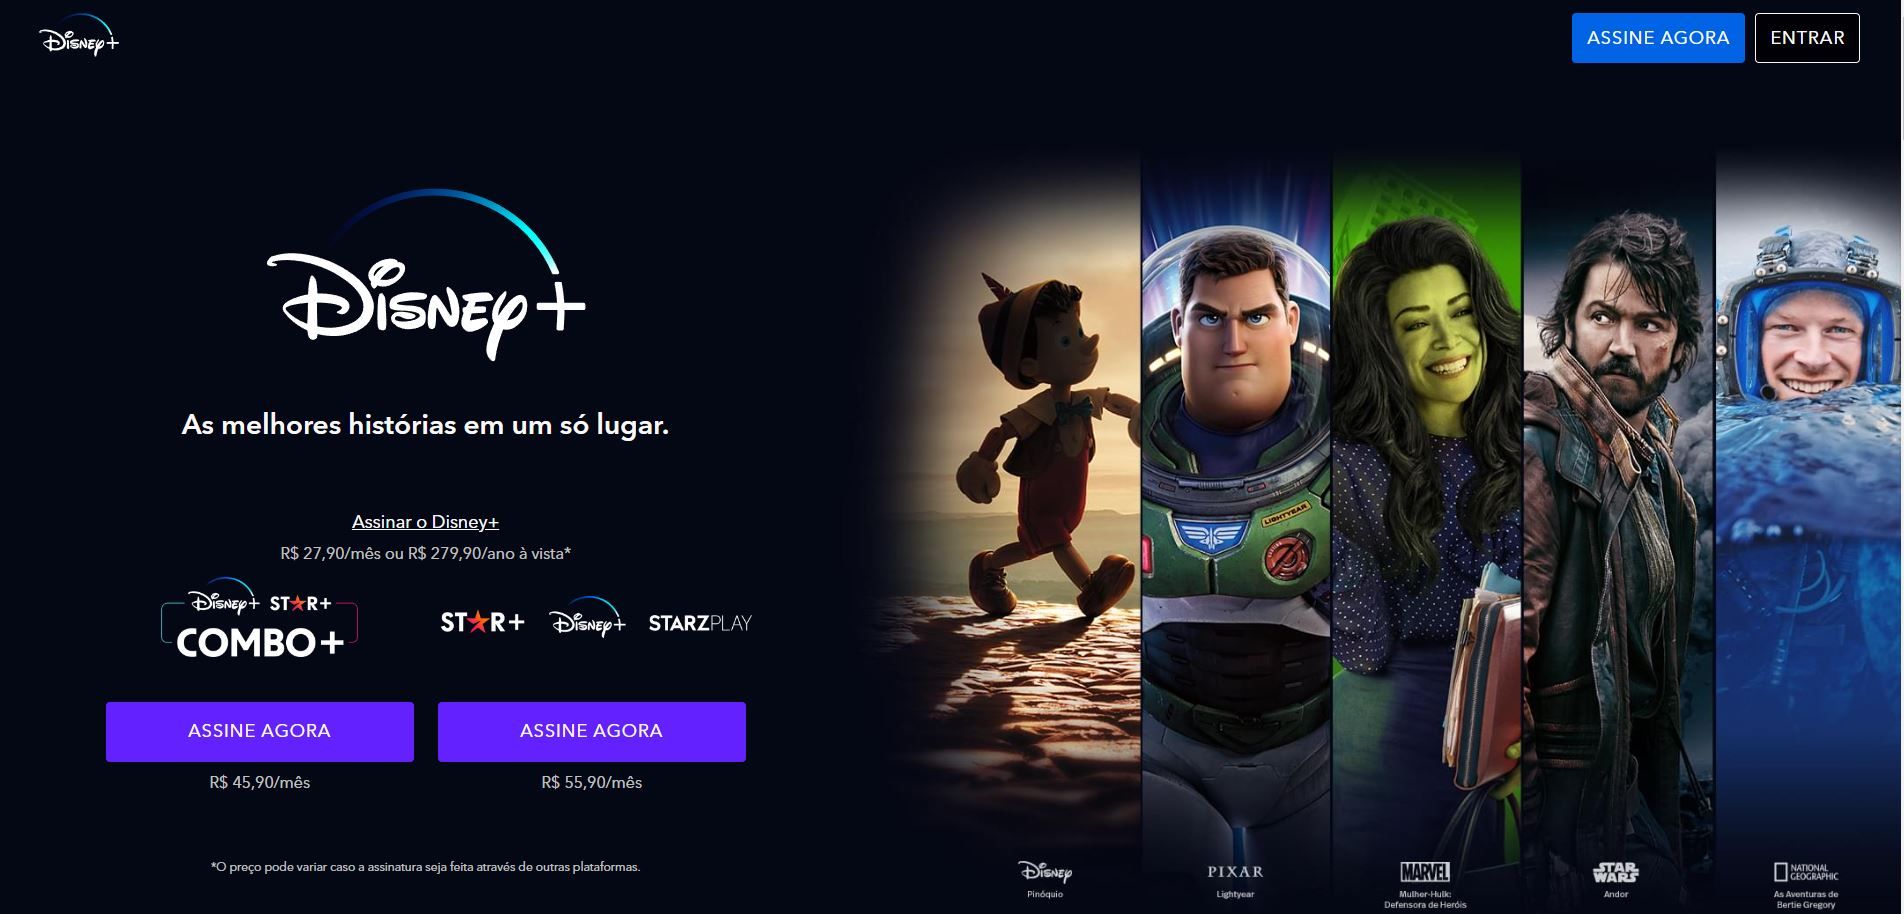 Disney+
ASSINE AGORA
ENTRAR
Disney+
As melhores histórias em um só lugar.
Assinar o Disney+
R$ 27,90/mês ou R$ 279,90/ano à vista*
Disney+ STAR+
COMBO+
STAR+ Disney+ STARZPLAY
ASSINE AGORA
R$ 45,90/mês
ASSINE AGORA
R$ 55,90/mês
*O preço pode variar caso a assinatura seja feita através de outras plataformas.
LIGHTYEAR
Disney
Pinóquio
PIXAR
Lightyear
MARVEL
Mulher-Hulk:
Defensora de Heróis
STAR
WARS
Andor
NATIONAL
GEOGRAPHIC
As Aventuras de
Bertie Gregory